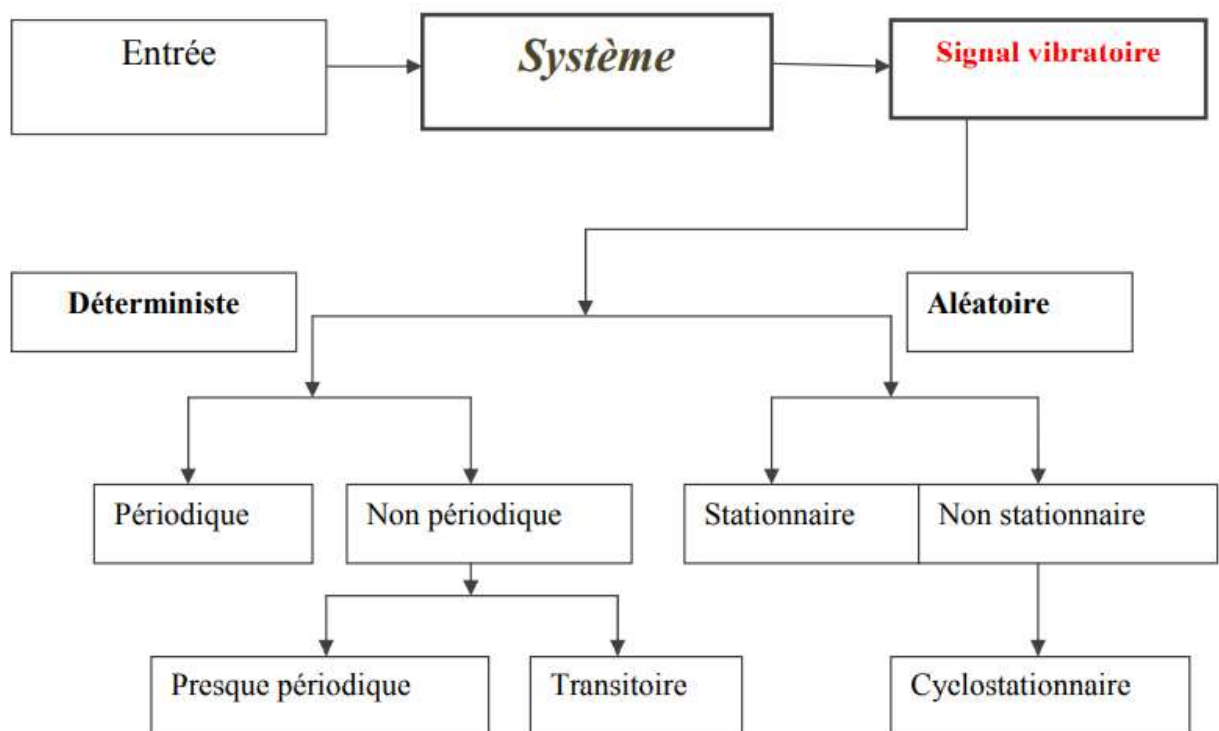 Entrée
Système
Signal vibratoire
Déterministe
Aléatoire
Périodique
Non périodique
Stationnaire
Non stationnaire
Presque périodique
Transitoire
Cyclostationnaire